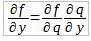 ∂f/∂y = ∂f/∂q ∂q/∂y